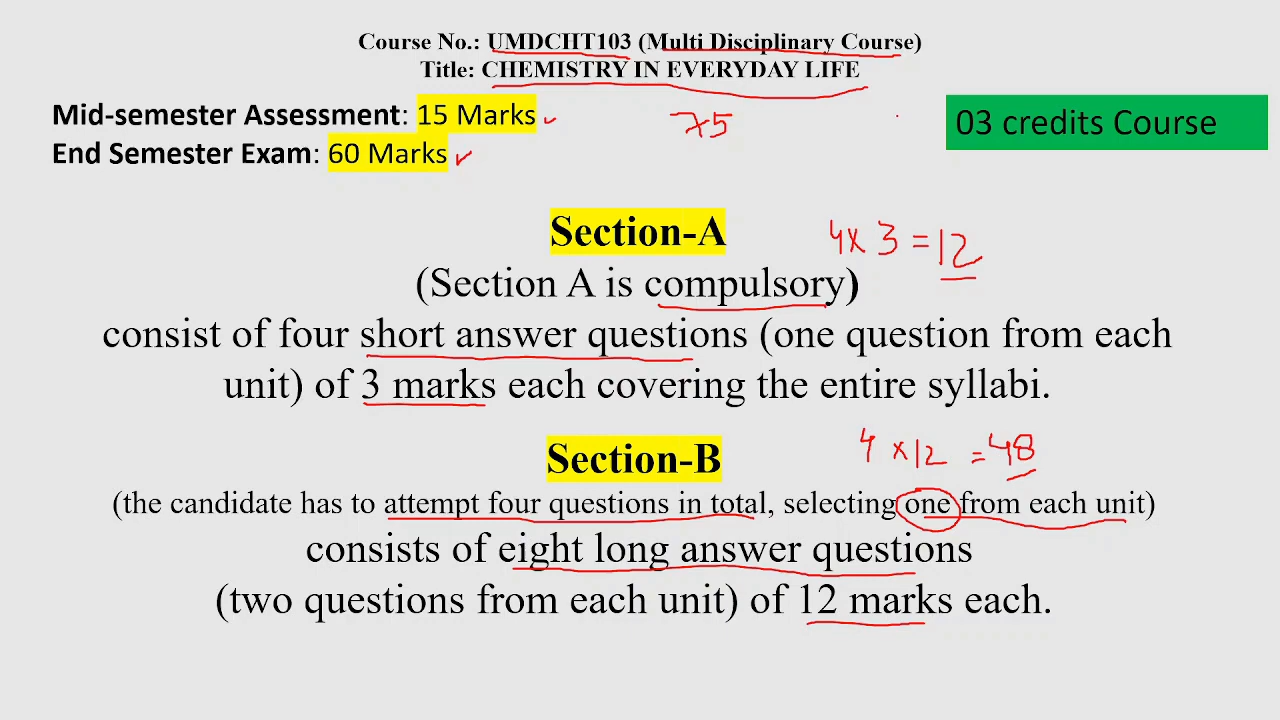 Course No.: UMDCHT103 (Multi Disciplinary Course)
Title: CHEMISTRY IN EVERYDAY LIFE
Mid-semester Assessment: 15 Marks
75
03 credits Course
End Semester Exam: 60 Marks
Section-A
4 x 3 = 12
(Section A is compulsory)
consist of four short answer questions (one question from each
unit) of 3 marks each covering the entire syllabi.
Section-B
4 x 12 = 48
(the candidate has to attempt four questions in total, selecting one from each unit)
consists of eight long answer questions
(two questions from each unit) of 12 marks each.